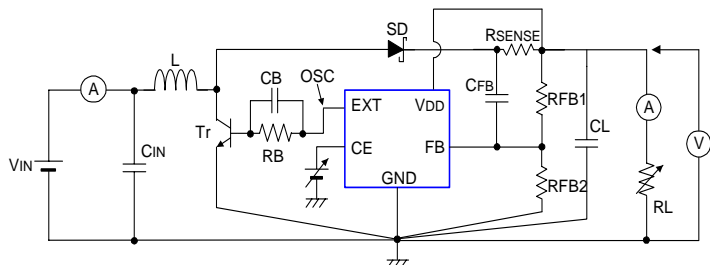 SD
RSENSE
L
A
CB
OSC
CFB
VDD
RFB1
A
EXT
CL
V
Tr
RB
CE
FB
VIN
CIN
GND
RFB2
RL